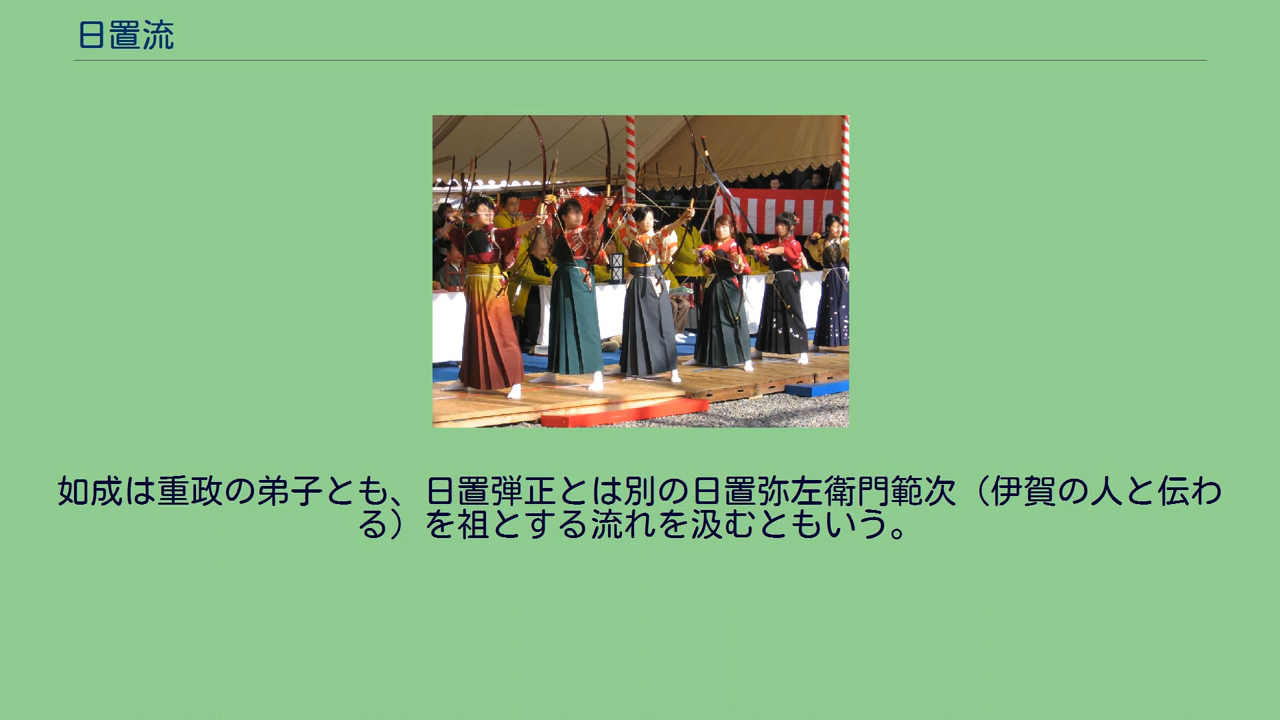 日置流
如成は重政の弟子とも、日置弾正とは別の日置弥左衛門範次（伊賀の人と伝わ
る）を祖とする流れを汲むともいう。